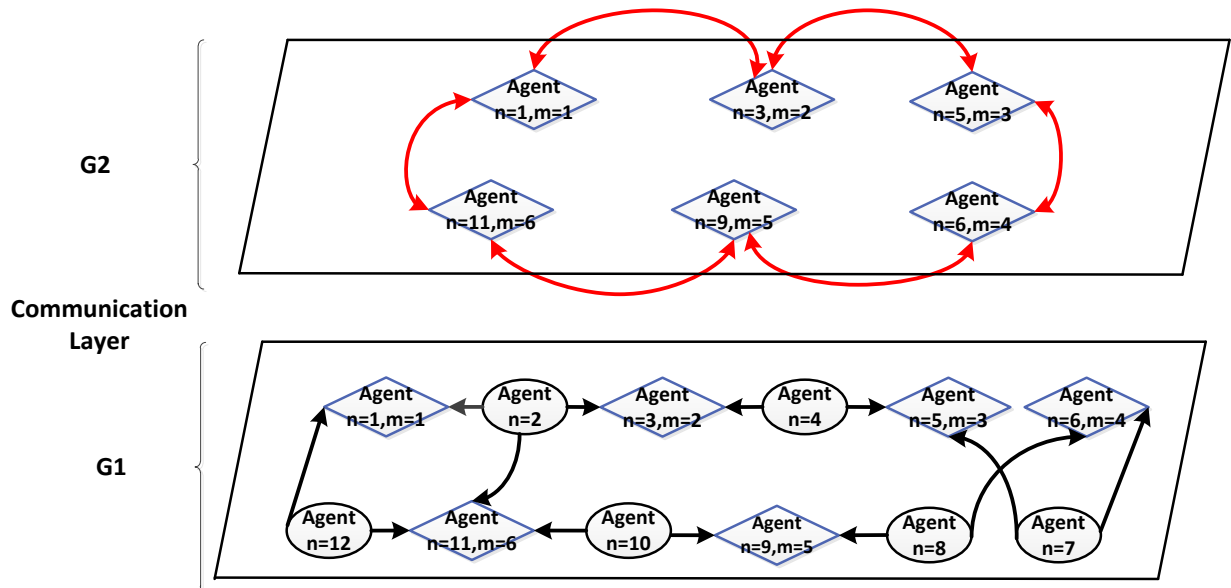 Agent
n=1,m=1
Agent
n=3,m=2
Agent
n=5,m=3
G2
Agent
n=11,m=6
Agent
n=9,m=5
Agent
n=6,m=4
Communication
Layer
Agent
n=1,m=1
Agent
n=2
Agent
n=3,m=2
Agent
n=4
Agent
n=5,m=3
Agent
n=6,m=4
G1
Agent
n=12
Agent
n=11,m=6
Agent
n=10
Agent
n=9,m=5
Agent
n=8
Agent
n=7